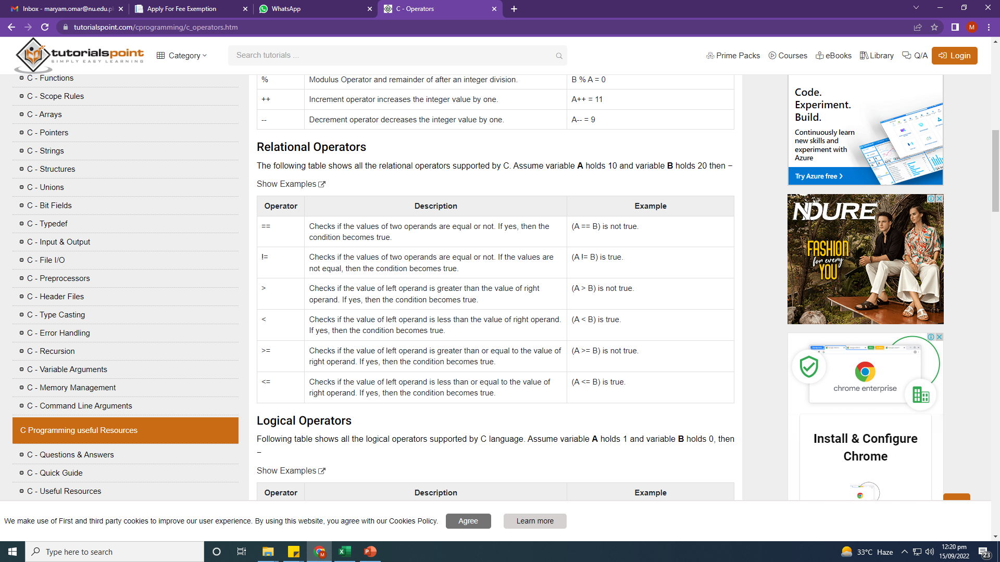 Inbox - maryam.omar@nu.edu.p
Apply For Fee Exemption
WhatsApp
C - Operators
tutorialspoint.com/cprogramming/c_operators.htm
M
tutorialspoint
SIMPLY EASY LEARNING
Category
Search tutorials ...
Prime Packs
Courses
eBooks
Library
Q/A
Login
C - Functions
C - Scope Rules
C - Arrays
C - Pointers
C - Strings
C - Structures
C - Unions
C - Bit Fields
C - Typedef
C - Input & Output
C - File I/O
C - Preprocessors
C - Header Files
C - Type Casting
C - Error Handling
C - Recursion
C - Variable Arguments
C - Memory Management
C - Command Line Arguments
C Programming useful Resources
C - Questions & Answers
C - Quick Guide
C - Useful Resources
% Modulus Operator and remainder of after an integer division. B % A = 0
++ Increment operator increases the integer value by one. A++ = 11
-- Decrement operator decreases the integer value by one. A-- = 9
Relational Operators
The following table shows all the relational operators supported by C. Assume variable A holds 10 and variable B holds 20 then −
Show Examples
Operator Description Example
== Checks if the values of two operands are equal or not. If yes, then the (A == B) is not true.
condition becomes true.
!= Checks if the values of two operands are equal or not. If the values are (A != B) is true.
not equal, then the condition becomes true.
> Checks if the value of left operand is greater than the value of right (A > B) is not true.
operand. If yes, then the condition becomes true.
< Checks if the value of left operand is less than the value of right operand. (A < B) is true.
If yes, then the condition becomes true.
>= Checks if the value of left operand is greater than or equal to the value of (A >= B) is not true.
right operand. If yes, then the condition becomes true.
<= Checks if the value of left operand is less than or equal to the value of (A <= B) is true.
right operand. If yes, then the condition becomes true.
Logical Operators
Following table shows all the logical operators supported by C language. Assume variable A holds 1 and variable B holds 0, then
−
Show Examples
Operator Description Example
Code.
Experiment.
Build.
Continuously learn
new skills and
experiment with
Azure
Try Azure free
NDURE
FASHION
for every
YOU
chrome enterprise
Install & Configure
Chrome
We make use of First and third party cookies to improve our user experience. By using this website, you agree with our Cookies Policy.
Agree
Learn more
Type here to search
33°C Haze
12:20 pm
15/09/2022
23